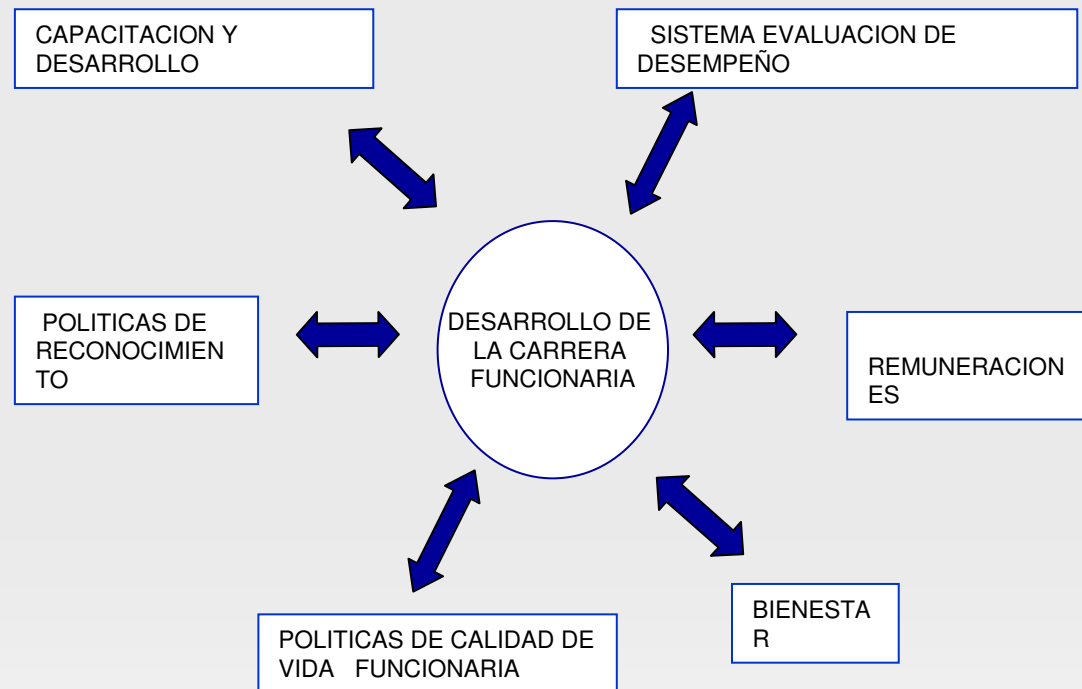 CAPACITACION Y
DESARROLLO
SISTEMA EVALUACION DE
DESEMPEÑO
POLITICAS DE
RECONOCIMIEN
TO
DESARROLLO DE
LA CARRERA
FUNCIONARIA
REMUNERACION
ES
POLITICAS DE CALIDAD DE
VIDA FUNCIONARIA
BIENESTA
R